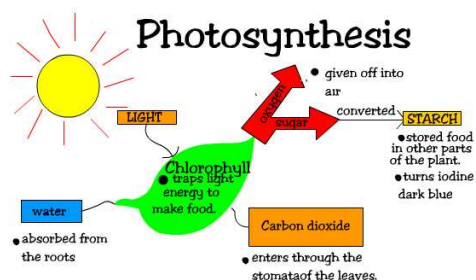 Photosynthesis
oxygen
• given off into
air
LIGHT
sugar
converted
STARCH
• stored food
in other parts
of the plant.
• turns iodine
dark blue
Chlorophyll
• traps light
energy to
make food.
water
• absorbed from
the roots
Carbon dioxide
• enters through the
stomataof the leaves.